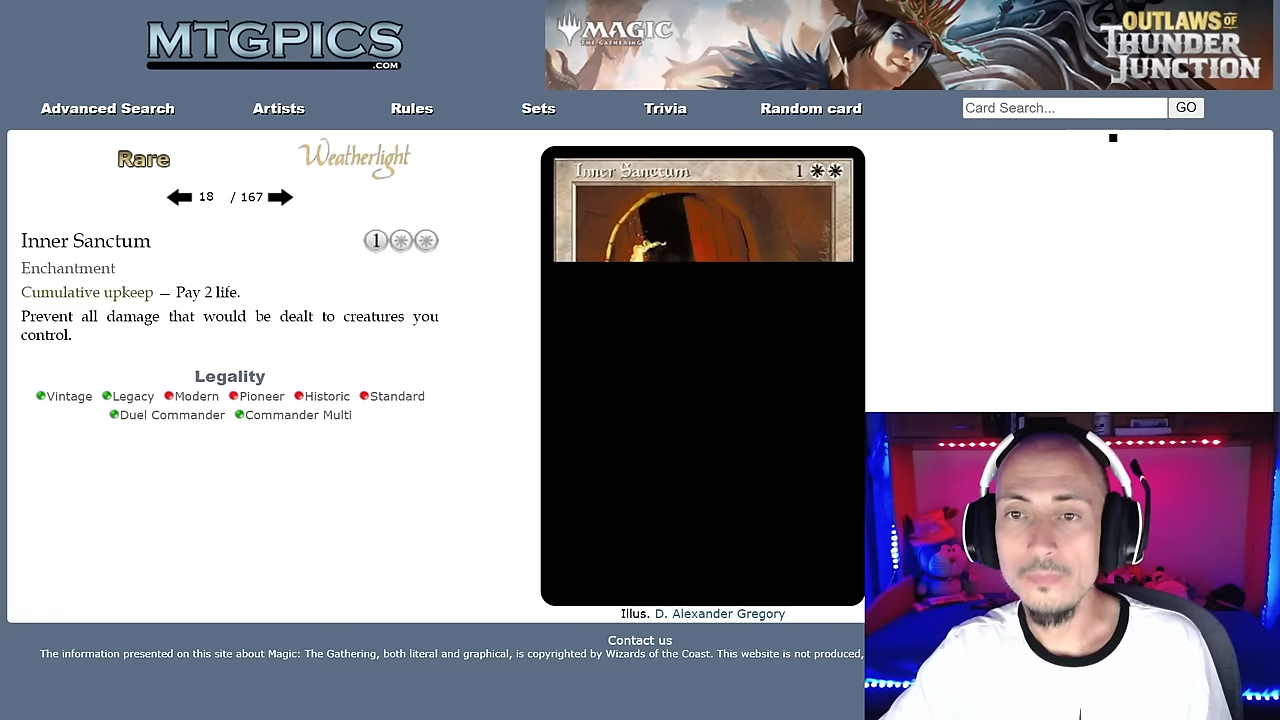 MTGPICS
.COM
MAGIC
THE GATHERING
OUTLAWS OF
THUNDER
JUNCTION
Advanced Search Artists Rules Sets Trivia Random card Card Search... GO
Rare Weatherlight
18 / 167
Inner Sanctum 1
Enchantment
Cumulative upkeep — Pay 2 life.
Prevent all damage that would be dealt to creatures you
control.
Legality
Vintage Legacy Modern Pioneer Historic Standard
Duel Commander Commander Multi
Inner Sanctum 1
Illus. D. Alexander Gregory
Contact us
The information presented on this site about Magic: The Gathering, both literal and graphical, is copyrighted by Wizards of the Coast. This website is not produced,